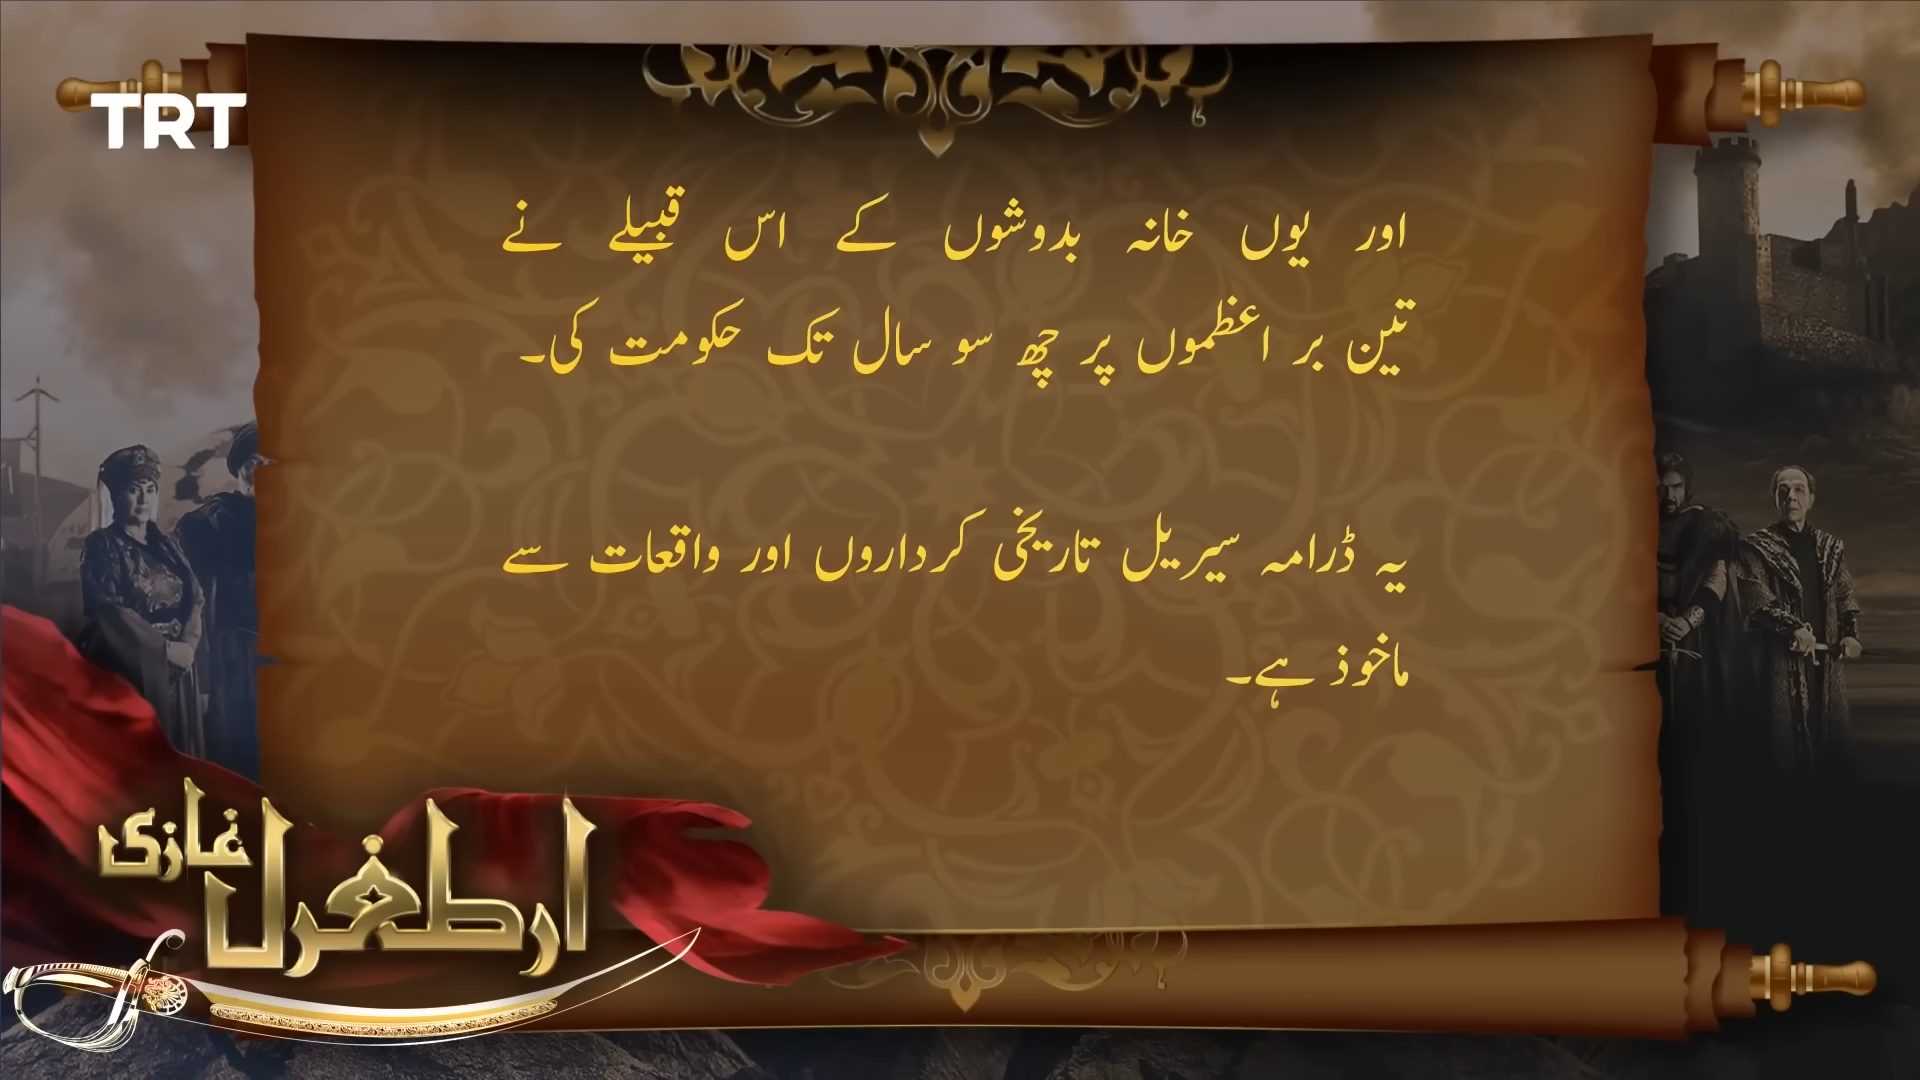 TRT
اور یوں خانہ بدوشوں کے اس قبیلے نے
تین بر اعظموں پر چھ سو سال تک حکومت کی۔
یہ ڈرامہ سیریل تاریخی کرداروں اور واقعات سے
ماخوذ ہے۔
ارطغرل غازی